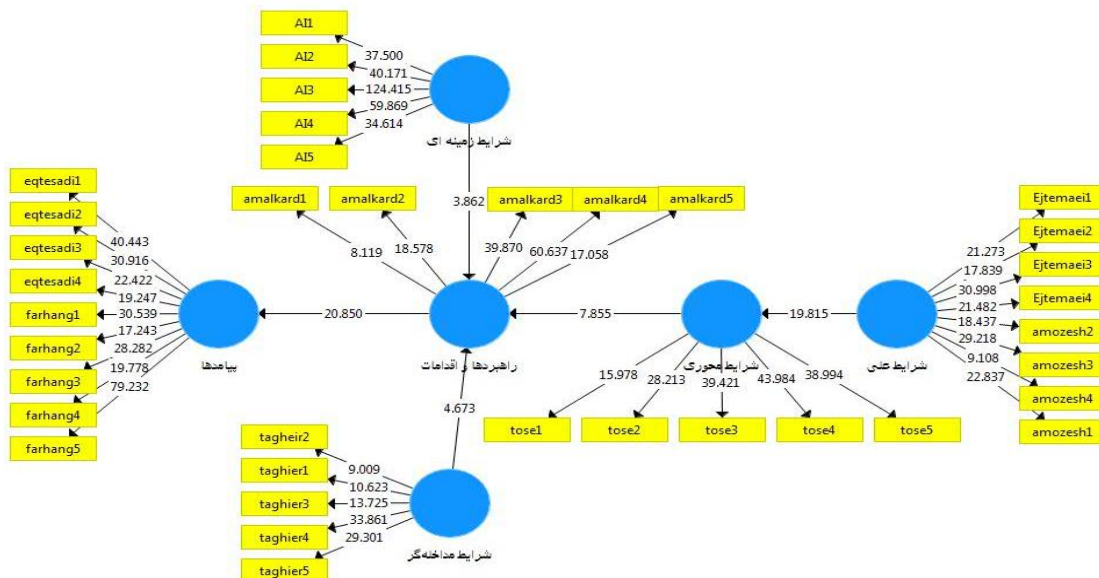 AI1
AI2
AI3
AI4
AI5
37.500
40.171
124.415
59.869
34.614
شرایط زمینه ای
3.862
eqtesadi1
eqtesadi2
eqtesadi3
eqtesadi4
farhang1
farhang2
farhang3
farhang4
farhang5
40.443
30.916
22.422
19.247
30.539
17.243
28.282
19.778
79.232
پیامدها
20.850
amalkard1
amalkard2
amalkard3
amalkard4
amalkard5
8.119
18.578
39.870
60.637
17.058
راهبردها و اقدامات
7.855
شرایط محوری
15.978
28.213
39.421
43.984
38.994
tose1
tose2
tose3
tose4
tose5
19.815
شرایط علی
21.273
17.839
30.998
21.482
18.437
29.218
9.108
22.837
Ejtemaei1
Ejtemaei2
Ejtemaei3
Ejtemaei4
amozesh2
amozesh3
amozesh4
amozesh1
4.673
tagheir2
taghier1
taghier3
taghier4
taghier5
9.009
10.623
13.725
33.861
29.301
شرایط مداخله‌گر